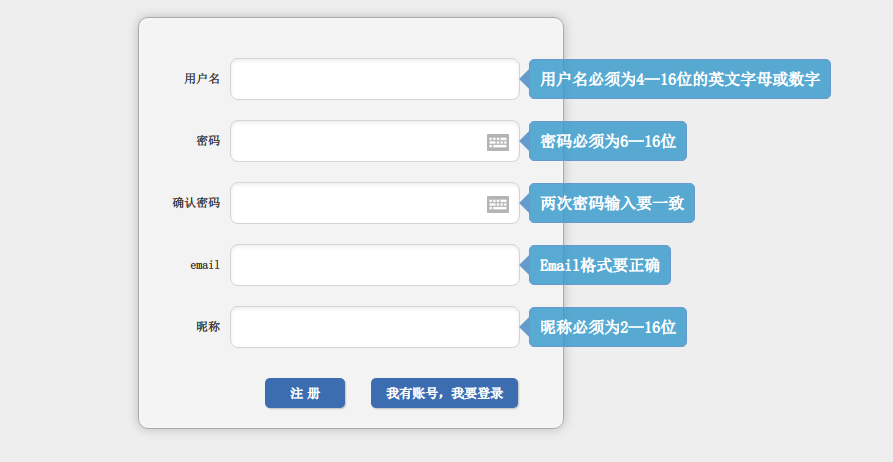 用户名
用户名必须为4—16位的英文字母或数字
密码
密码必须为6—16位
确认密码
两次密码输入要一致
email
Email格式要正确
昵称
昵称必须为2—16位
注 册
我有账号，我要登录